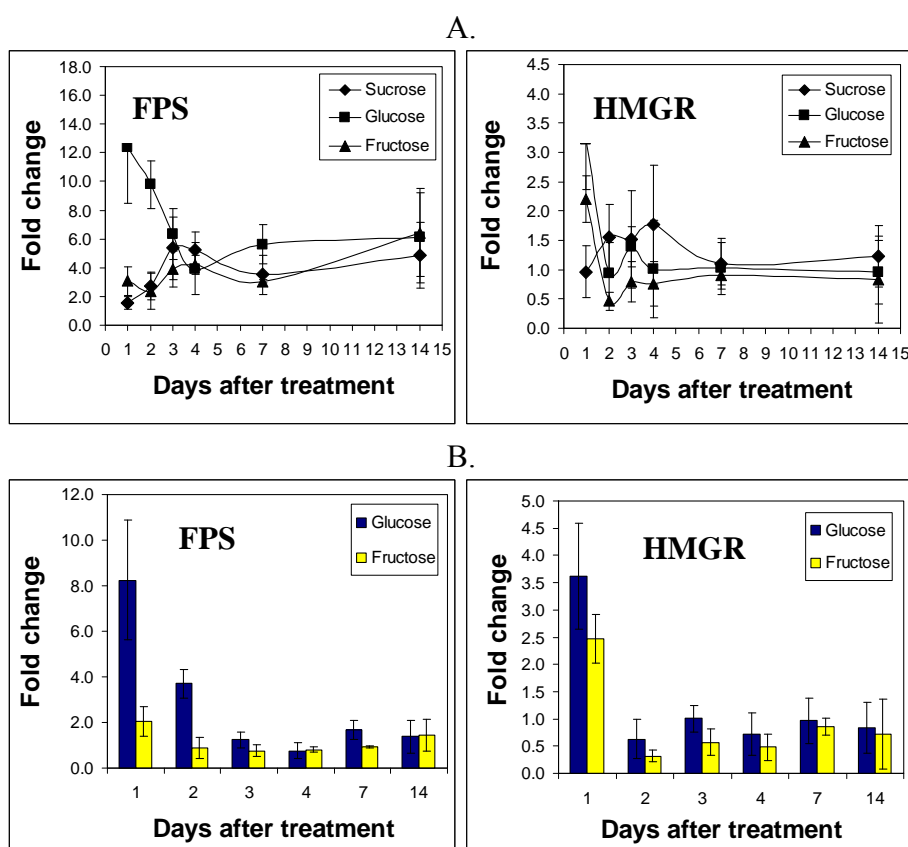 A.
FPS
Sucrose
Glucose
Fructose
Fold change
18.0
16.0
14.0
12.0
10.0
8.0
6.0
4.0
2.0
0.0
0 1 2 3 4 5 6 7 8 9 10 11 12 13 14 15
Days after treatment
HMGR
Sucrose
Glucose
Fructose
Fold change
4.5
4.0
3.5
3.0
2.5
2.0
1.5
1.0
0.5
0.0
0 1 2 3 4 5 6 7 8 9 10 11 12 13 14 15
Days after treatment
B.
FPS
Glucose
Fructose
Fold change
12.0
10.0
8.0
6.0
4.0
2.0
0.0
1 2 3 4 7 14
Days after treatment
HMGR
Glucose
Fructose
Fold change
5.0
4.5
4.0
3.5
3.0
2.5
2.0
1.5
1.0
0.5
0.0
1 2 3 4 7 14
Days after treatment